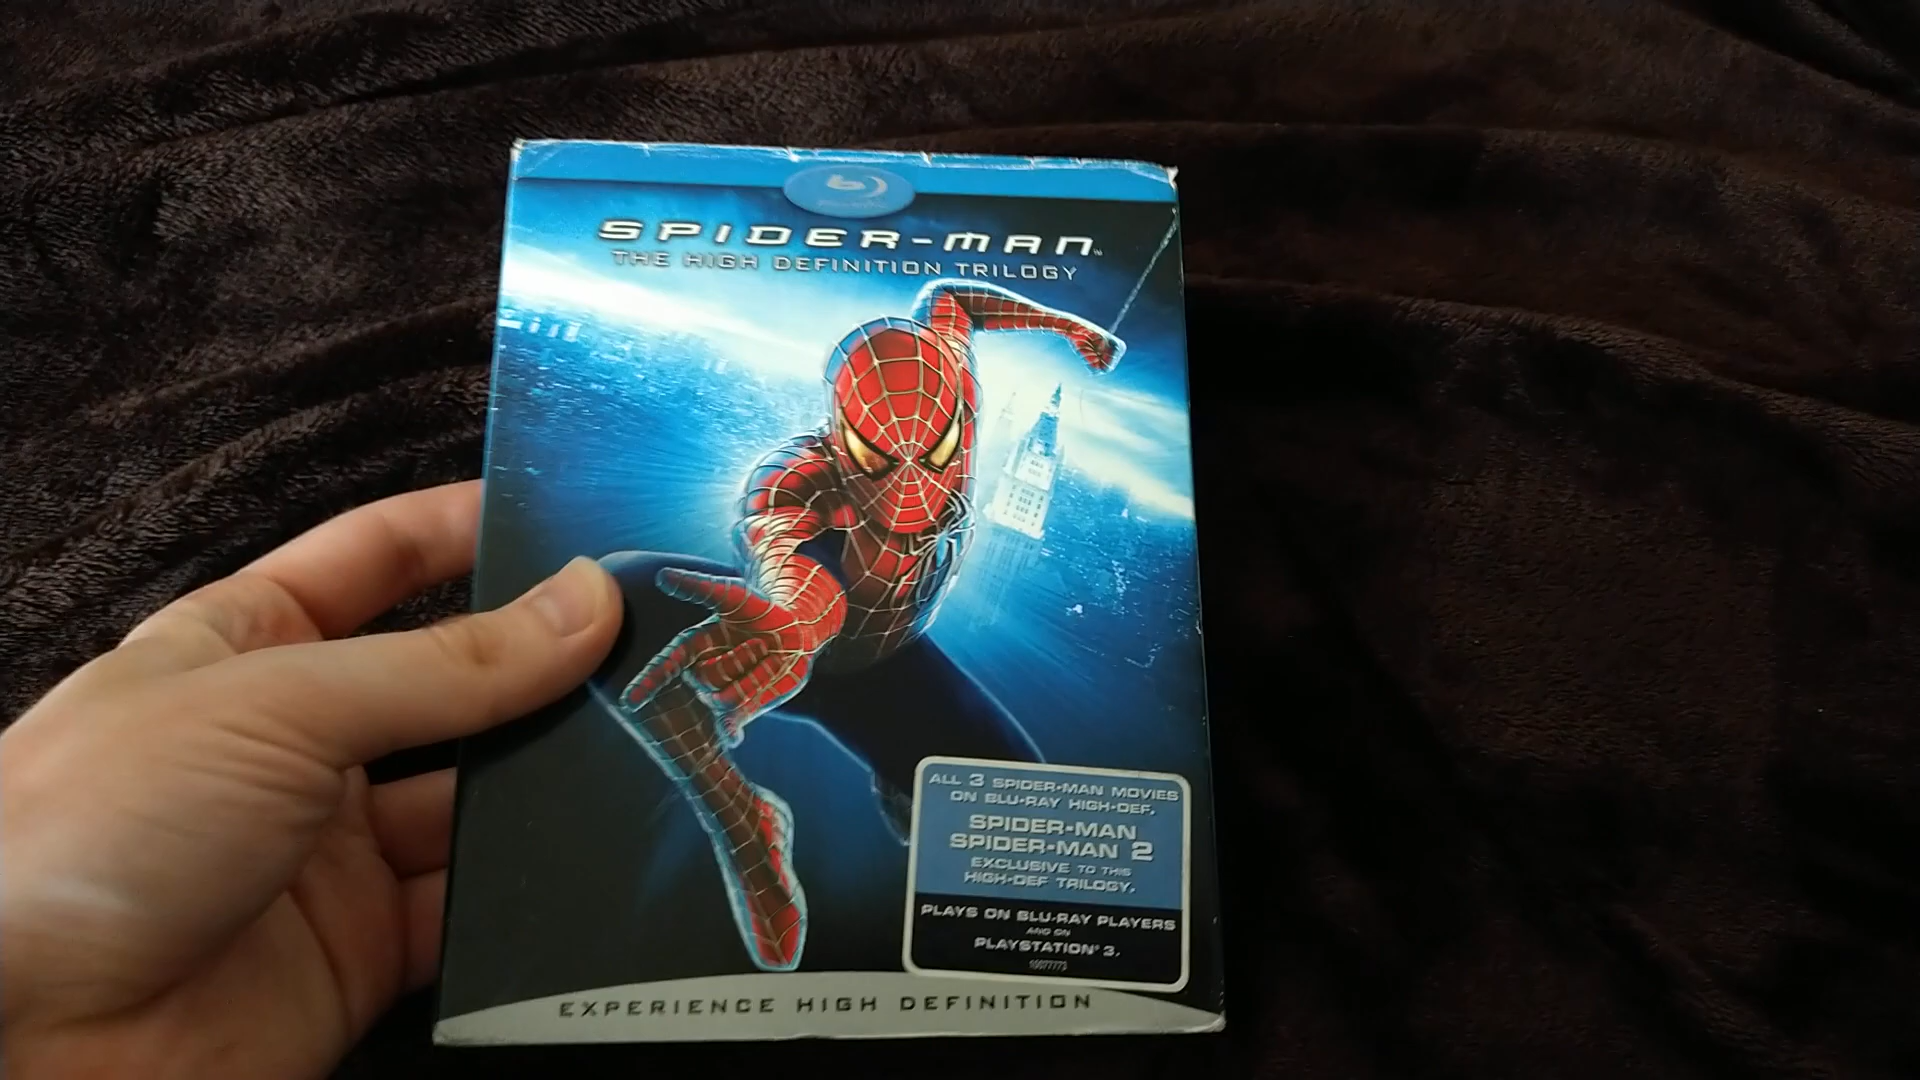 SPIDER-MAN™
THE HIGH DEFINITION TRILOGY
ALL 3 SPIDER-MAN MOVIES
ON BLU-RAY HIGH-DEF.
SPIDER-MAN
SPIDER-MAN 2
EXCLUSIVE TO THIS
HIGH-DEF TRILOGY.
PLAYS ON BLU-RAY PLAYERS
AND ON
PLAYSTATION® 3.
EXPERIENCE HIGH DEFINITION